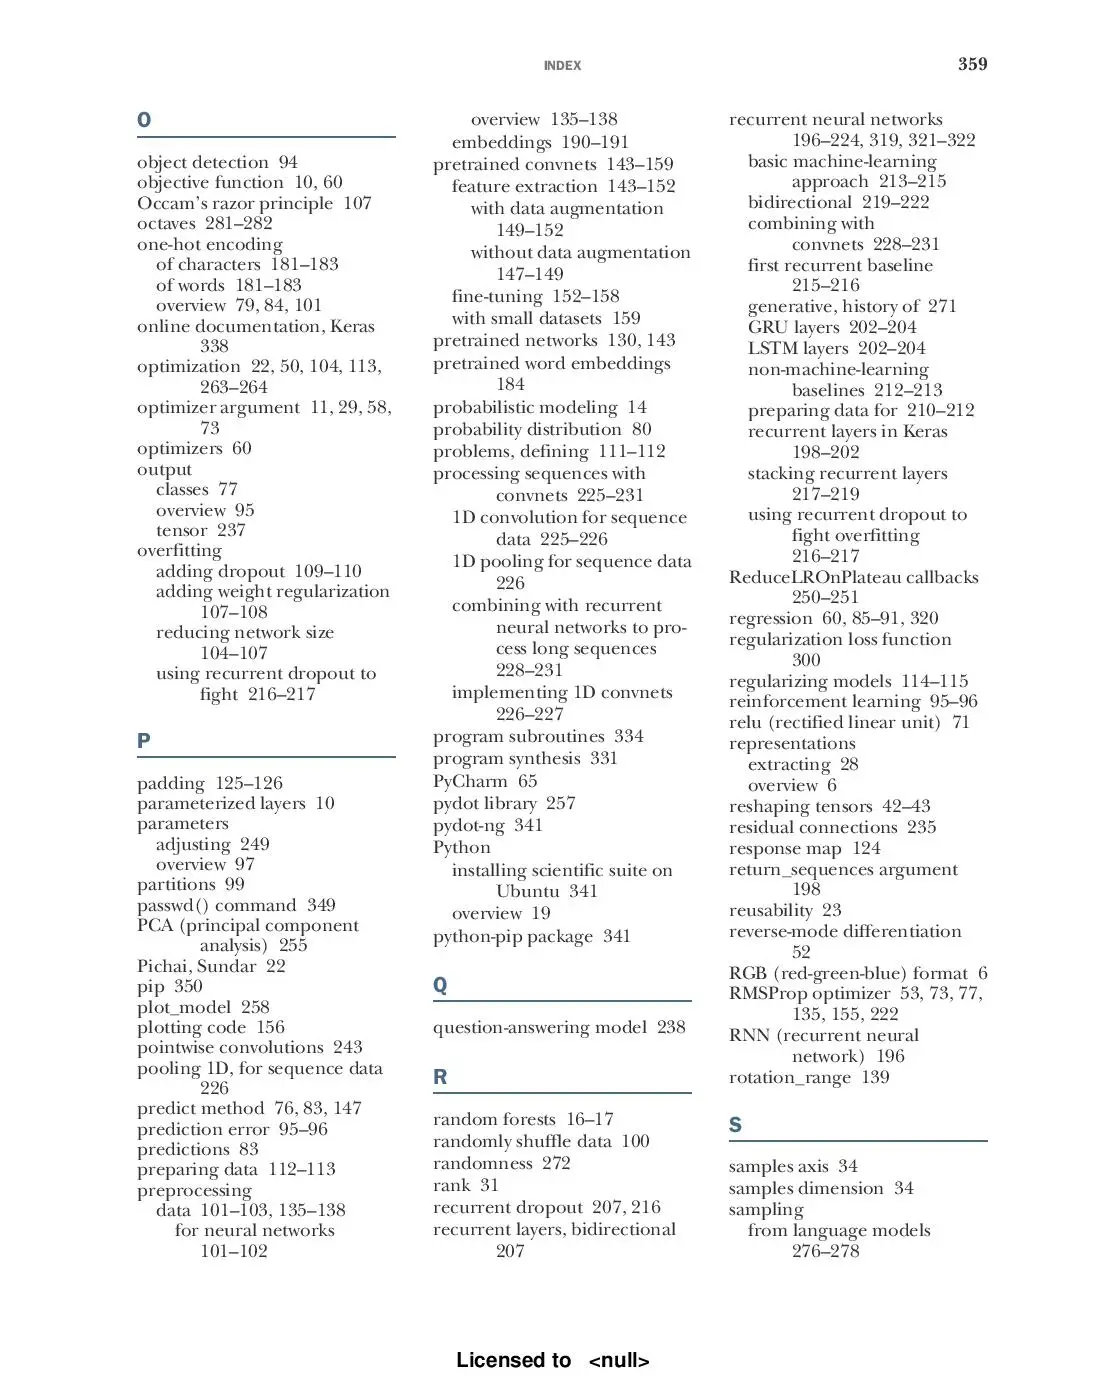 INDEX
359
O
object detection 94
objective function 10, 60
Occam's razor principle 107
octaves 281–282
one-hot encoding
of characters 181–183
of words 181–183
overview 79, 84, 101
online documentation, Keras
338
optimization 22, 50, 104, 113,
263–264
optimizer argument 11, 29, 58,
73
optimizers 60
output
classes 77
overview 95
tensor 237
overfitting
adding dropout 109–110
adding weight regularization
107–108
reducing network size
104–107
using recurrent dropout to
fight 216–217
P
padding 125–126
parameterized layers 10
parameters
adjusting 249
overview 97
partitions 99
passwd() command 349
PCA (principal component
analysis) 255
Pichai, Sundar 22
pip 350
plot_model 258
plotting code 156
pointwise convolutions 243
pooling 1D, for sequence data
226
predict method 76, 83, 147
prediction error 95–96
predictions 83
preparing data 112–113
preprocessing
data 101–103, 135–138
for neural networks
101–102
overview 135–138
embeddings 190–191
pretrained convnets 143–159
feature extraction 143–152
with data augmentation
149–152
without data augmentation
147–149
fine-tuning 152–158
with small datasets 159
pretrained networks 130, 143
pretrained word embeddings
184
probabilistic modeling 14
probability distribution 80
problems, defining 111–112
processing sequences with
convnets 225–231
1D convolution for sequence
data 225–226
1D pooling for sequence data
226
combining with recurrent
neural networks to pro-
cess long sequences
228–231
implementing 1D convnets
226–227
program subroutines 334
program synthesis 331
PyCharm 65
pydot library 257
pydot-ng 341
Python
installing scientific suite on
Ubuntu 341
overview 19
python-pip package 341
Q
question-answering model 238
R
random forests 16–17
randomly shuffle data 100
randomness 272
rank 31
recurrent dropout 207, 216
recurrent layers, bidirectional
207
recurrent neural networks
196–224, 319, 321–322
basic machine-learning
approach 213–215
bidirectional 219–222
combining with
convnets 228–231
first recurrent baseline
215–216
generative, history of 271
GRU layers 202–204
LSTM layers 202–204
non-machine-learning
baselines 212–213
preparing data for 210–212
recurrent layers in Keras
198–202
stacking recurrent layers
217–219
using recurrent dropout to
fight overfitting
216–217
ReduceLROnPlateau callbacks
250–251
regression 60, 85–91, 320
regularization loss function
300
regularizing models 114–115
reinforcement learning 95–96
relu (rectified linear unit) 71
representations
extracting 28
overview 6
reshaping tensors 42–43
residual connections 235
response map 124
return_sequences argument
198
reusability 23
reverse-mode differentiation
52
RGB (red-green-blue) format 6
RMSProp optimizer 53, 73, 77,
135, 155, 222
RNN (recurrent neural
network) 196
rotation_range 139
S
samples axis 34
samples dimension 34
sampling
from language models
276–278
Licensed to <null>